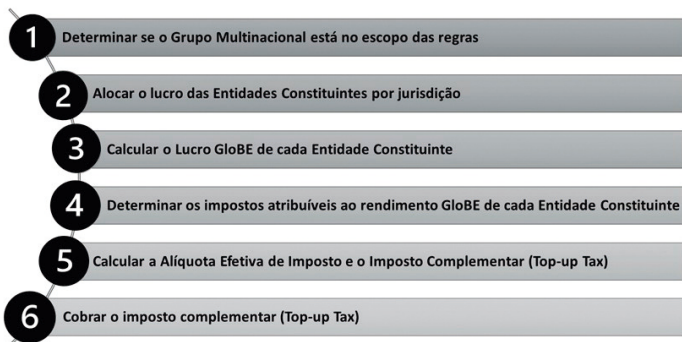 1 Determinar se o Grupo Multinacional está no escopo das regras
2 Alocar o lucro das Entidades Constituintes por jurisdição
3 Calcular o Lucro GloBE de cada Entidade Constituinte
4 Determinar os impostos atribuíveis ao rendimento GloBE de cada Entidade Constituinte
5 Calcular a Alíquota Efetiva de Imposto e o Imposto Complementar (Top-up Tax)
6 Cobrar o imposto complementar (Top-up Tax)